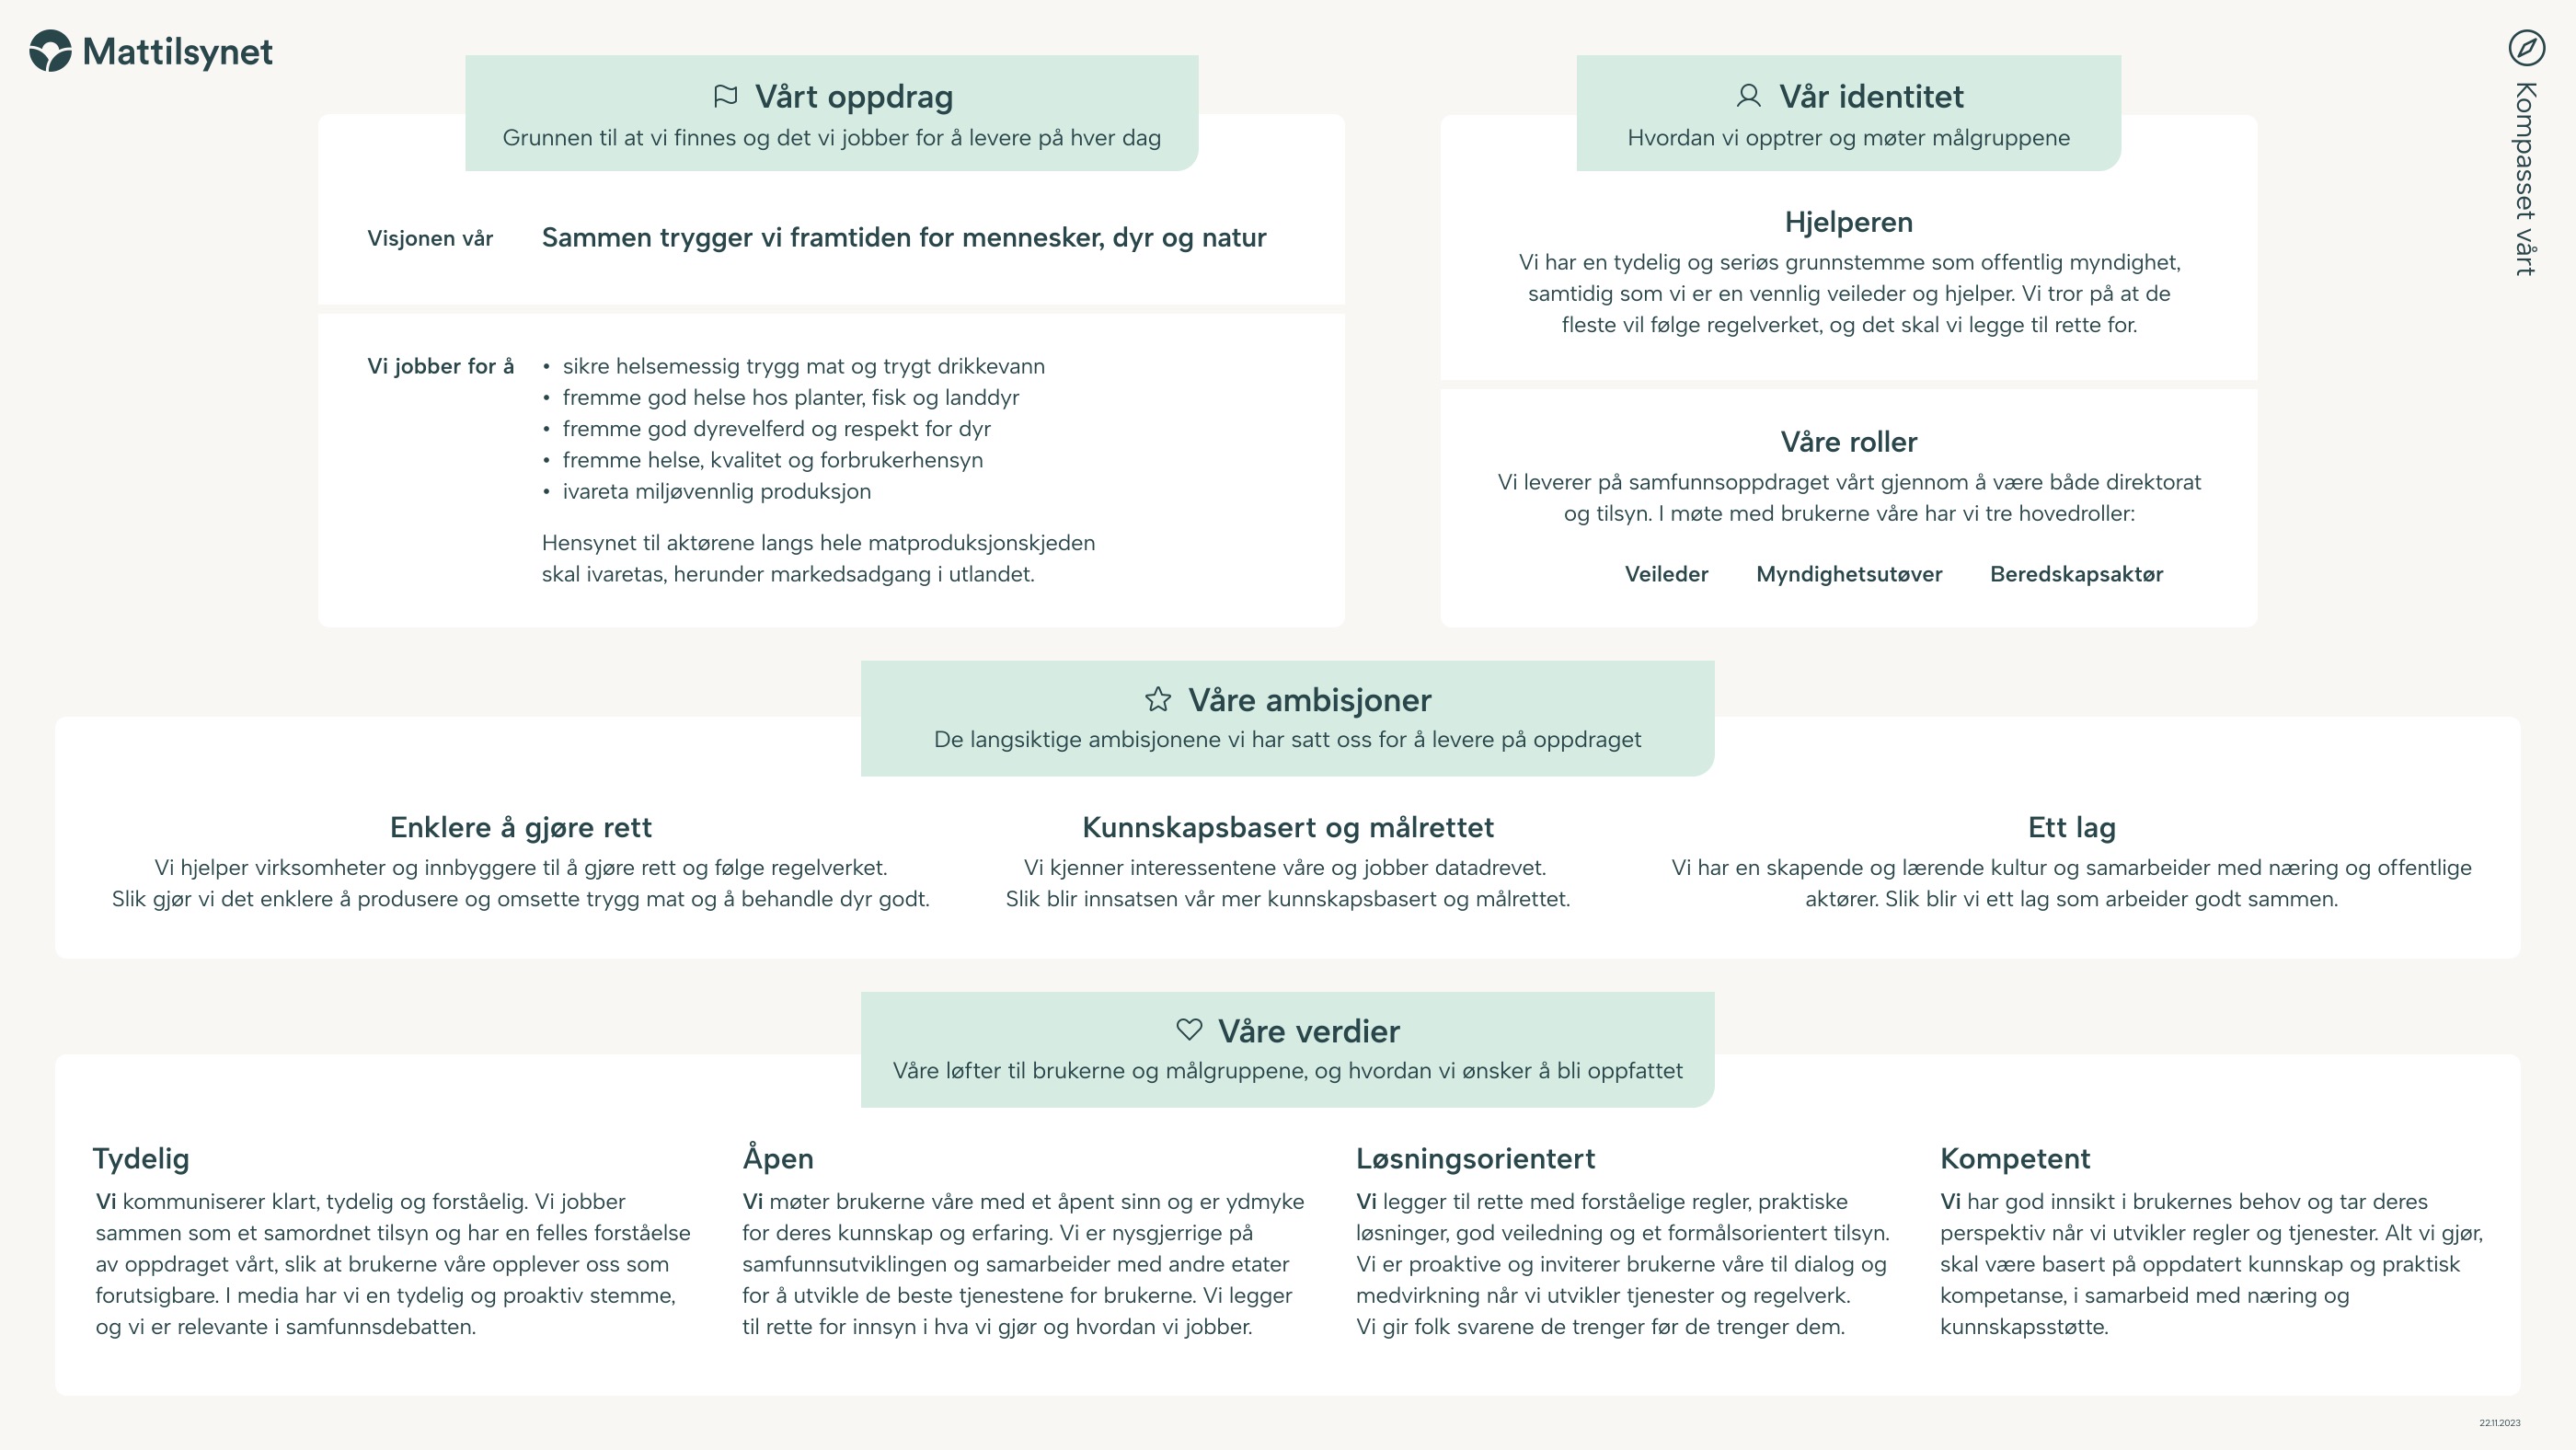 Mattilsynet
Kompasset vårt
Vårt oppdrag
Grunnen til at vi finnes og det vi jobber for å levere på hver dag
Visjonen vår
Sammen trygger vi framtiden for mennesker, dyr og natur
Vi jobber for å
• sikre helsemessig trygg mat og trygt drikkevann
• fremme god helse hos planter, fisk og landdyr
• fremme god dyrevelferd og respekt for dyr
• fremme helse, kvalitet og forbrukerhensyn
• ivareta miljøvennlig produksjon
Hensynet til aktørene langs hele matproduksjonskjeden
skal ivaretas, herunder markedsadgang i utlandet.
Vår identitet
Hvordan vi opptrer og møter målgruppene
Hjelperen
Vi har en tydelig og seriøs grunnstemme som offentlig myndighet,
samtidig som vi er en vennlig veileder og hjelper. Vi tror på at de
fleste vil følge regelverket, og det skal vi legge til rette for.
Våre roller
Vi leverer på samfunnsoppdraget vårt gjennom å være både direktorat
og tilsyn. I møte med brukerne våre har vi tre hovedroller:
Veileder Myndighetsutøver Beredskapsaktør
Våre ambisjoner
De langsiktige ambisjonene vi har satt oss for å levere på oppdraget
Enklere å gjøre rett
Vi hjelper virksomheter og innbyggere til å gjøre rett og følge regelverket.
Slik gjør vi det enklere å produsere og omsette trygg mat og å behandle dyr godt.
Kunnskapsbasert og målrettet
Vi kjenner interessentene våre og jobber datadrevet.
Slik blir innsatsen vår mer kunnskapsbasert og målrettet.
Ett lag
Vi har en skapende og lærende kultur og samarbeider med næring og offentlige
aktører. Slik blir vi ett lag som arbeider godt sammen.
Våre verdier
Våre løfter til brukerne og målgruppene, og hvordan vi ønsker å bli oppfattet
Tydelig
Vi kommuniserer klart, tydelig og forståelig. Vi jobber
sammen som et samordnet tilsyn og har en felles forståelse
av oppdraget vårt, slik at brukerne våre opplever oss som
forutsigbare. I media har vi en tydelig og proaktiv stemme,
og vi er relevante i samfunnsdebatten.
Åpen
Vi møter brukerne våre med et åpent sinn og er ydmyke
for deres kunnskap og erfaring. Vi er nysgjerrige på
samfunnsutviklingen og samarbeider med andre etater
for å utvikle de beste tjenestene for brukerne. Vi legger
til rette for innsyn i hva vi gjør og hvordan vi jobber.
Løsningsorientert
Vi legger til rette med forståelige regler, praktiske
løsninger, god veiledning og et formålsorientert tilsyn.
Vi er proaktive og inviterer brukerne våre til dialog og
medvirkning når vi utvikler tjenester og regelverk.
Vi gir folk svarene de trenger før de trenger dem.
Kompetent
Vi har god innsikt i brukernes behov og tar deres
perspektiv når vi utvikler regler og tjenester. Alt vi gjør,
skal være basert på oppdatert kunnskap og praktisk
kompetanse, i samarbeid med næring og
kunnskapsstøtte.
22.11.2023